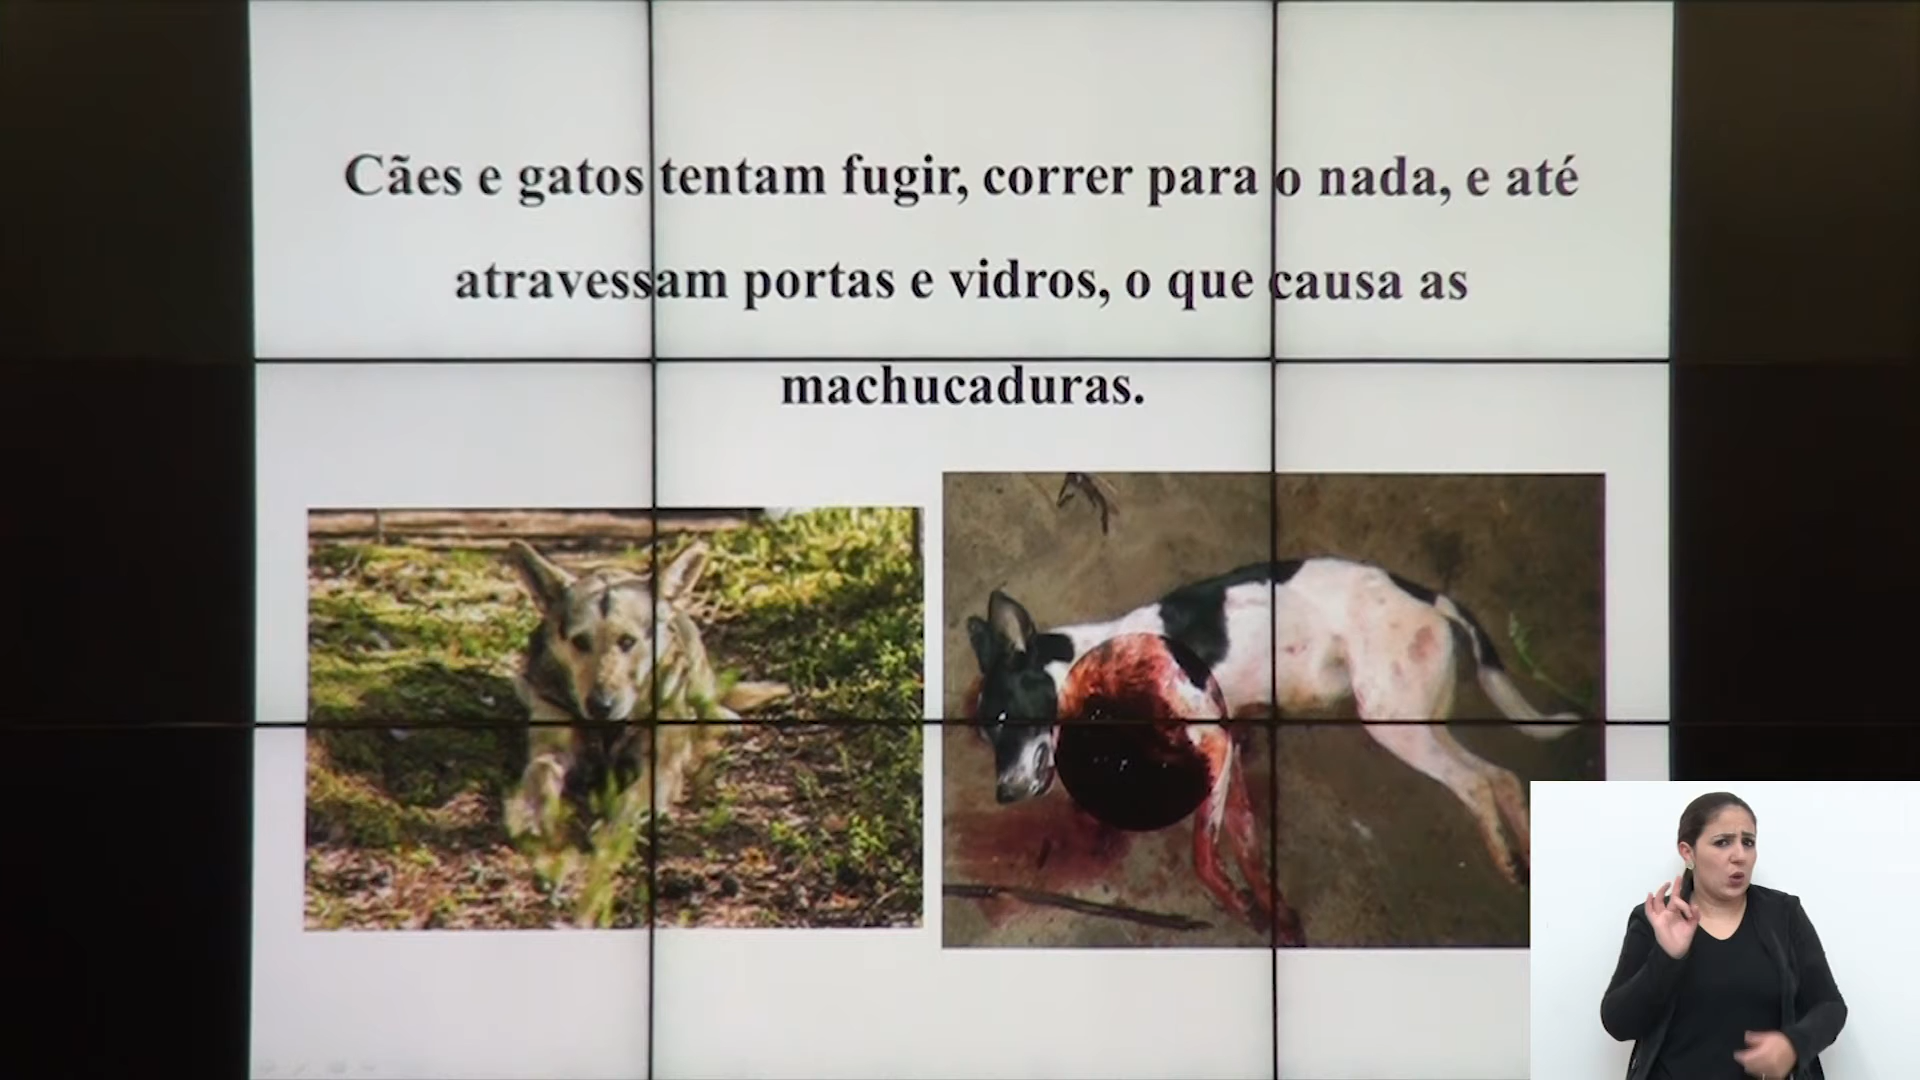 Cães e gatos tentam fugir, correr para o nada, e até
atravessam portas e vidros, o que causa as
machucaduras.